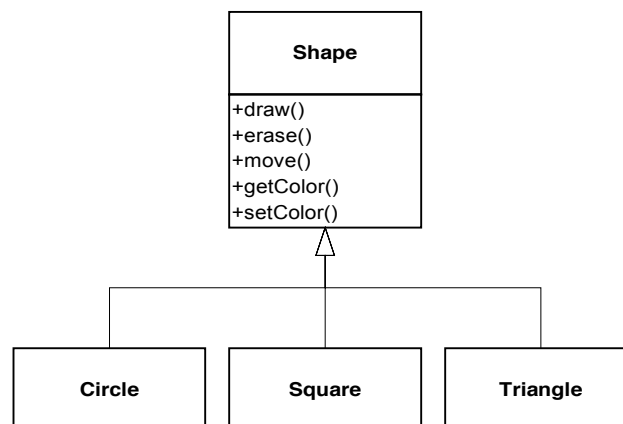 Shape
+draw()
+erase()
+move()
+getColor()
+setColor()
Circle
Square
Triangle